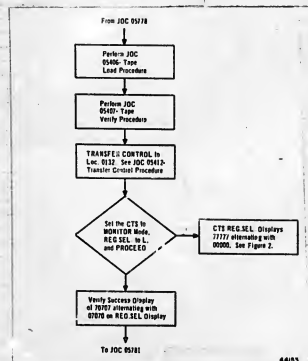 From JOC 05778
Perform JOC
05406- Tape
Load Procedure
Perform JOC
05407- Tape
Verify Procedure
TRANSFER CONTROL to
Loc. 0132. See JOC 05412-
Transfer Control Procedure
Set the CTS to
MONITOR Mode,
REG SEL to L,
and PROCEED
CTS REG.SEL. Displays
77777 alternating with
00000. See Figure 2.
Verify Success Display
of 70707 alternating with
07070 on REG.SEL Display
To JOC 05781